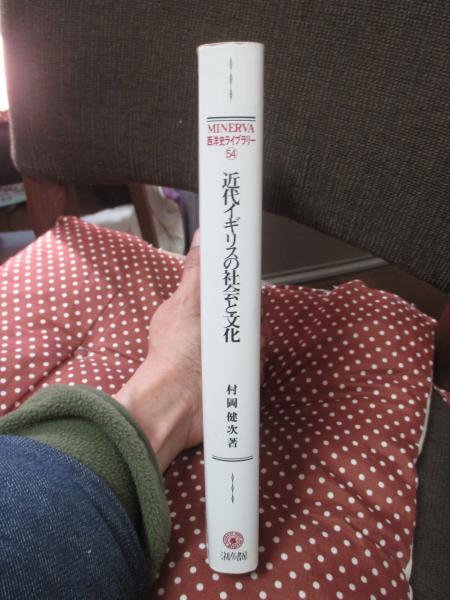 MINERVA
西洋史ライブラリー
54
近代イギリスの社会と文化
村岡健次著
ミネルヴァ書房